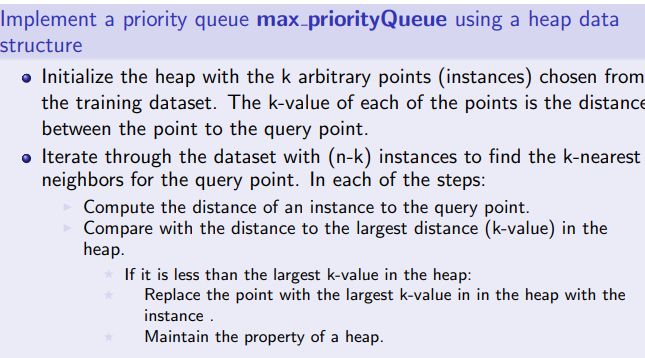 Implement a priority queue max_priorityQueue using a heap data
structure
Initialize the heap with the k arbitrary points (instances) chosen from
the training dataset. The k-value of each of the points is the distance
between the point to the query point.
Iterate through the dataset with (n-k) instances to find the k-nearest
neighbors for the query point. In each of the steps:
Compute the distance of an instance to the query point.
Compare with the distance to the largest distance (k-value) in the
heap.
If it is less than the largest k-value in the heap:
Replace the point with the largest k-value in in the heap with the
instance .
Maintain the property of a heap.